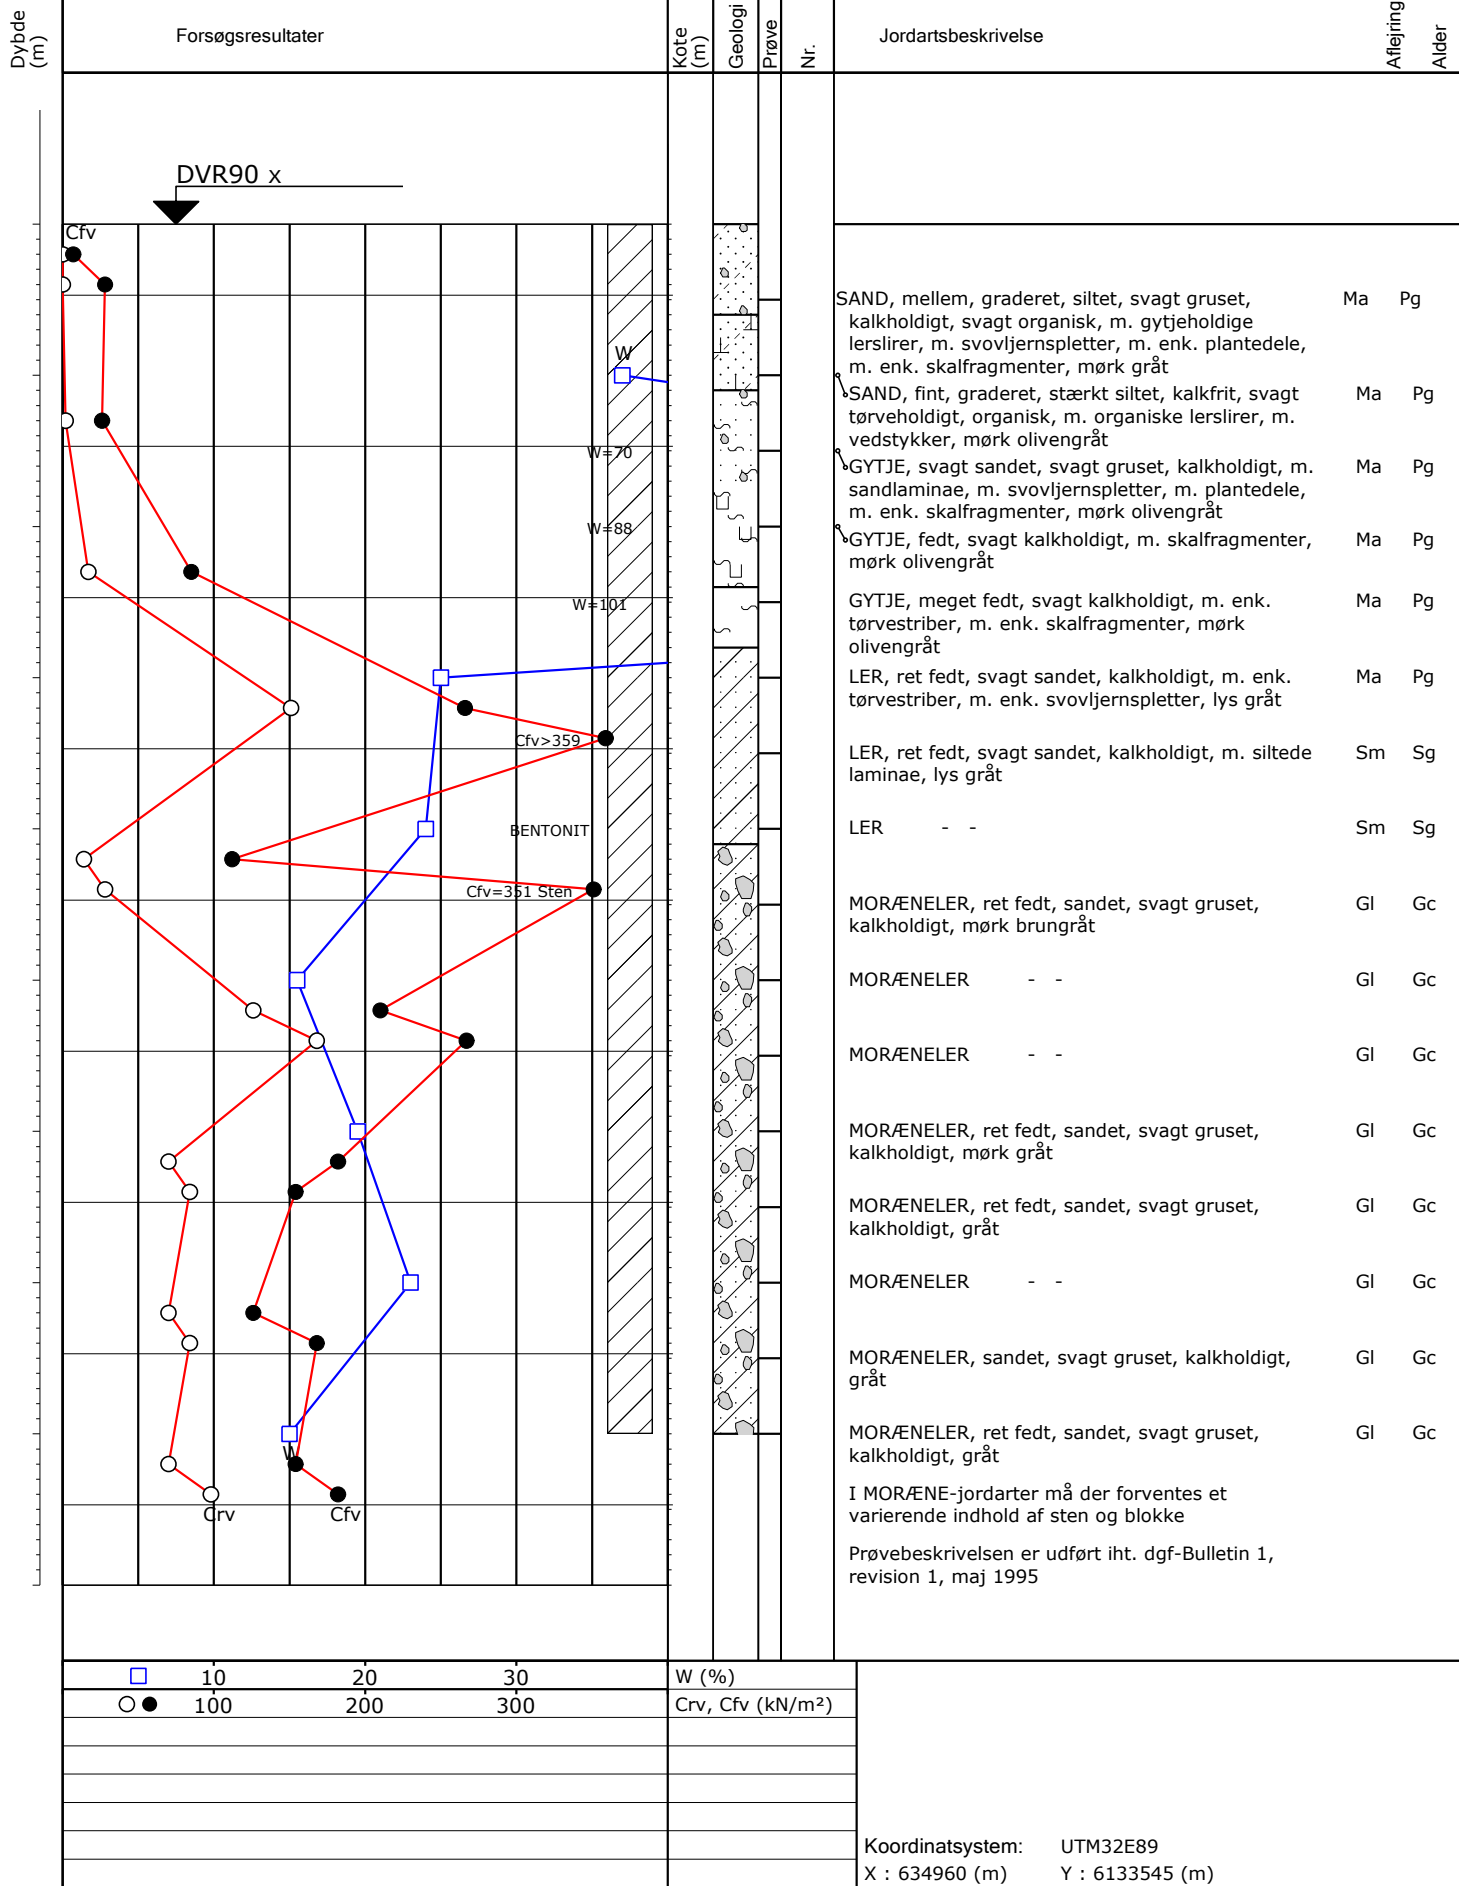 Dybde
(m)
Forsøgsresultater
Kote
(m)
Geologi
Prøve
Nr.
Jordartsbeskrivelse
Aflejring
Alder
DVR90 x
Cfv
SAND, mellem, graderet, siltet, svagt gruset, Ma Pg
kalkholdigt, svagt organisk, m. gytjeholdige
lerslirer, m. svovljernspletter, m. enk. plantedele,
m. enk. skalfragmenter, mørk gråt
W
SAND, fint, graderet, stærkt siltet, kalkfrit, svagt Ma Pg
tørveholdigt, organisk, m. organiske lerslirer, m.
vedstykker, mørk olivengråt
W=70
GYTJE, svagt sandet, svagt gruset, kalkholdigt, m. Ma Pg
sandlaminae, m. svovljernspletter, m. plantedele,
m. enk. skalfragmenter, mørk olivengråt
W=88
GYTJE, fedt, svagt kalkholdigt, m. skalfragmenter, Ma Pg
mørk olivengråt
W=101
GYTJE, meget fedt, svagt kalkholdigt, m. enk. Ma Pg
tørvestriber, m. enk. skalfragmenter, mørk
olivengråt
LER, ret fedt, svagt sandet, kalkholdigt, m. enk. Ma Pg
tørvestriber, m. enk. svovljernspletter, lys gråt
Cfv>359
LER, ret fedt, svagt sandet, kalkholdigt, m. siltede Sm Sg
laminae, lys gråt
BENTONIT
LER - - Sm Sg
Cfv=351 Sten
MORÆNELER, ret fedt, sandet, svagt gruset, Gl Gc
kalkholdigt, mørk brungråt
MORÆNELER - - Gl Gc
MORÆNELER - - Gl Gc
MORÆNELER, ret fedt, sandet, svagt gruset, Gl Gc
kalkholdigt, mørk gråt
MORÆNELER, ret fedt, sandet, svagt gruset, Gl Gc
kalkholdigt, gråt
MORÆNELER - - Gl Gc
MORÆNELER, sandet, svagt gruset, kalkholdigt, Gl Gc
gråt
MORÆNELER, ret fedt, sandet, svagt gruset, Gl Gc
kalkholdigt, gråt
W
Crv Cfv
I MORÆNE-jordarter må der forventes et
varierende indhold af sten og blokke
Prøvebeskrivelsen er udført iht. dgf-Bulletin 1,
revision 1, maj 1995
10 20 30 W (%)
100 200 300 Crv, Cfv (kN/m²)
Koordinatsystem: UTM32E89
X : 634960 (m) Y : 6133545 (m)